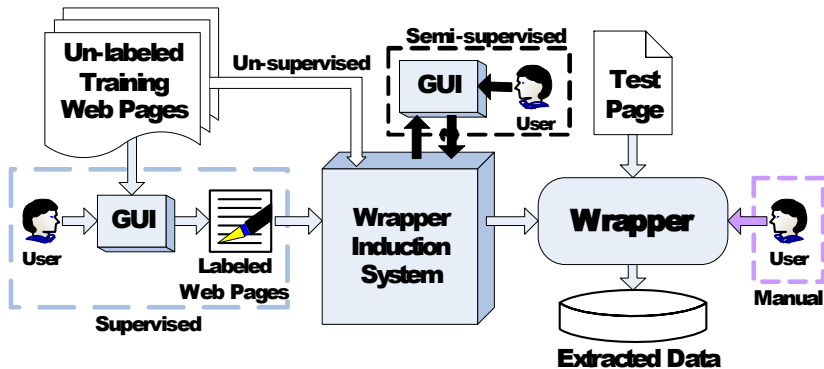 Un-labeled
Training
Web Pages
Un-supervised
Semi-supervised
GUI
User
Test
Page
User
GUI
Labeled
Web Pages
Supervised
Wrapper
Induction
System
Wrapper
User
Manual
Extracted Data